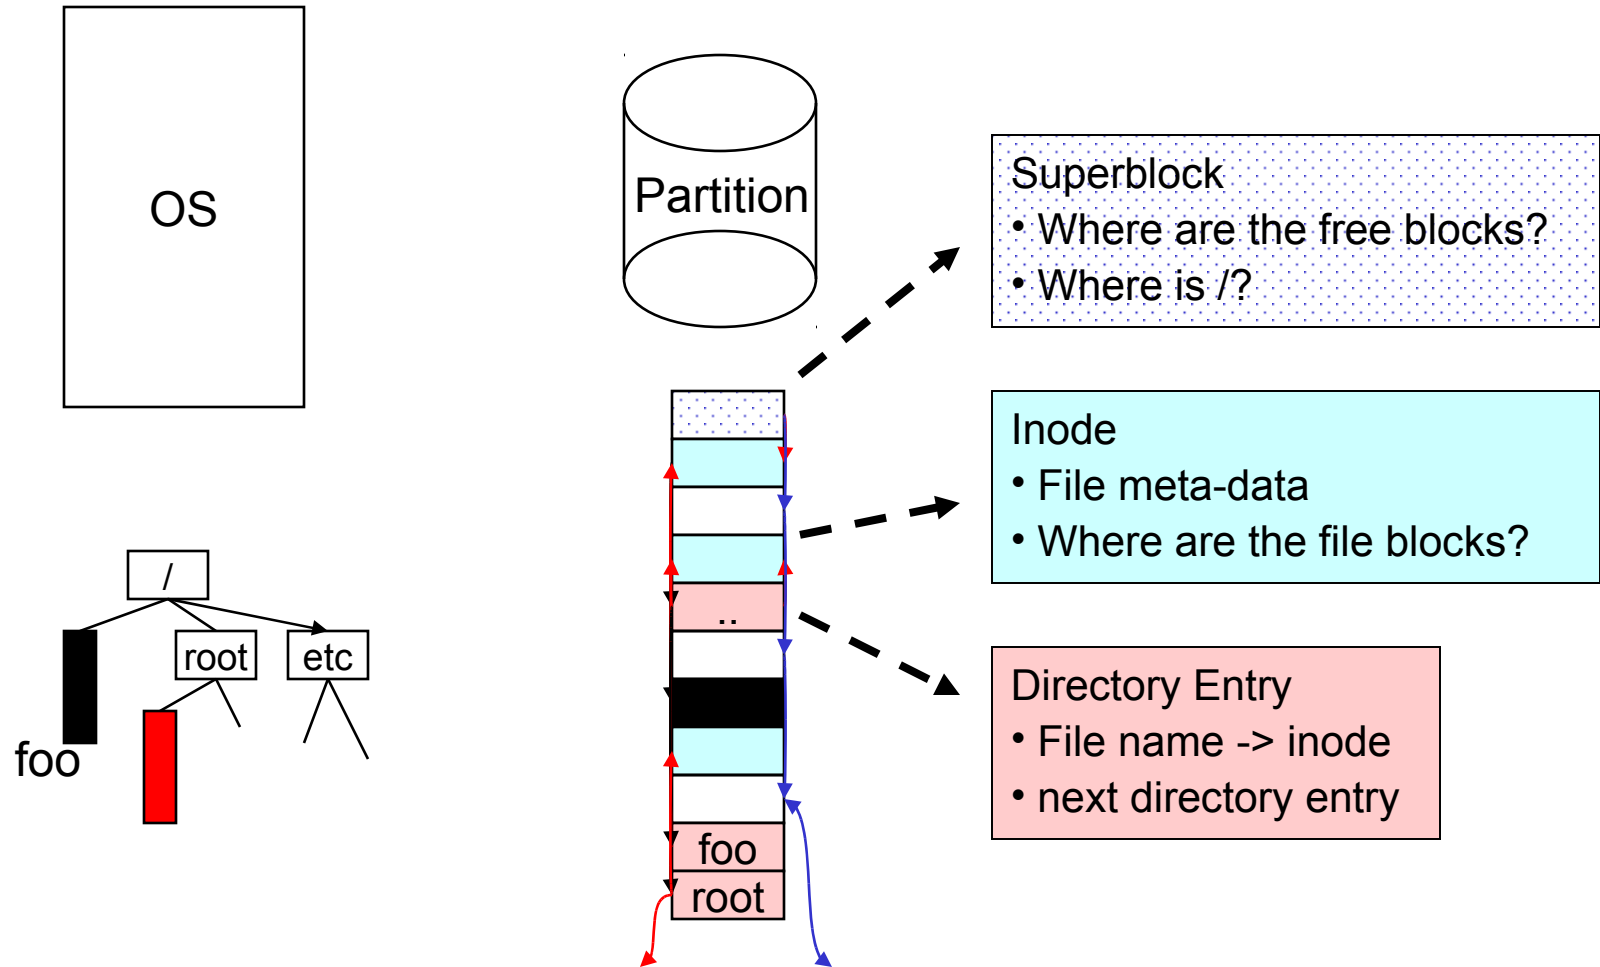 OS
Partition
Superblock
• Where are the free blocks?
• Where is /?
Inode
• File meta-data
• Where are the file blocks?
/
root
etc
foo
..
foo
root
Directory Entry
• File name -> inode
• next directory entry